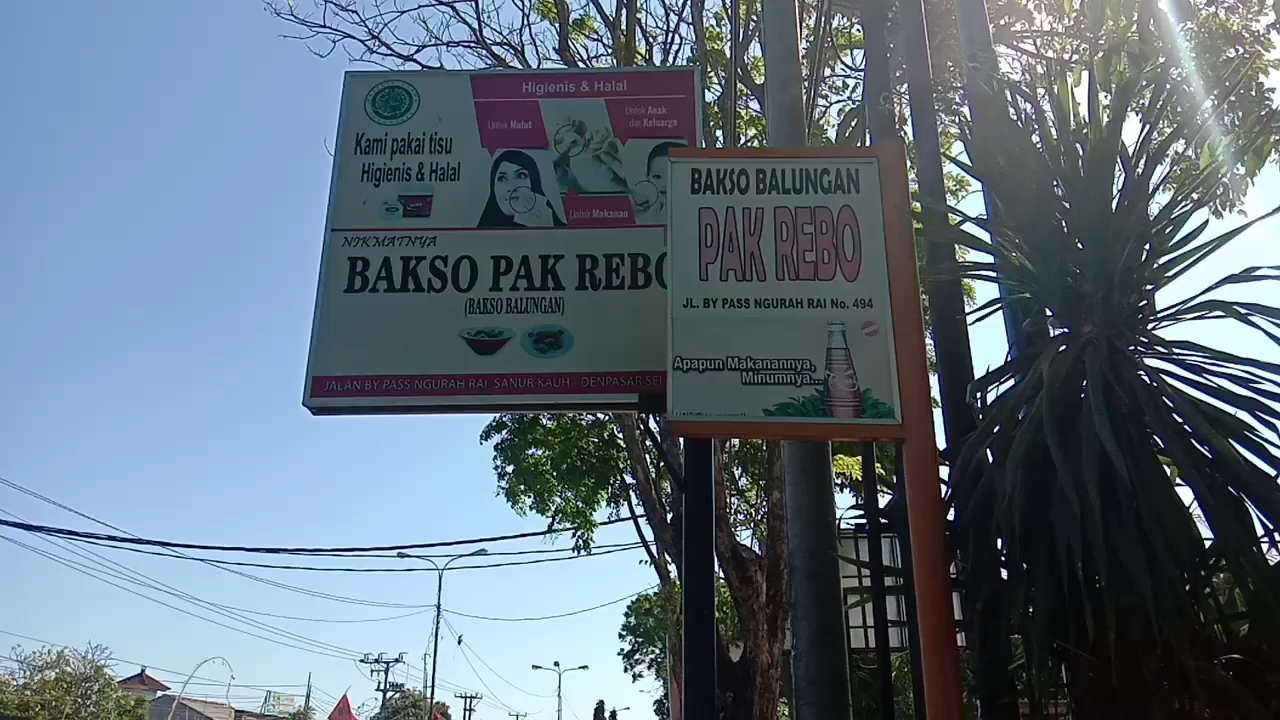 Higienis & Halal
Untuk Mulut
Untuk Anak
dan Keluarga
Kami pakai tisu
Higienis & Halal
Untuk Makanan
NIKMATNYA
BAKSO PAK REBO
(BAKSO BALUNGAN)
JALAN BY PASS NGURAH RAI SANUR KAUH - DENPASAR SEL
BAKSO BALUNGAN
PAK REBO
JL. BY PASS NGURAH RAI No. 494
Apapun Makanannya,
Minumnya...